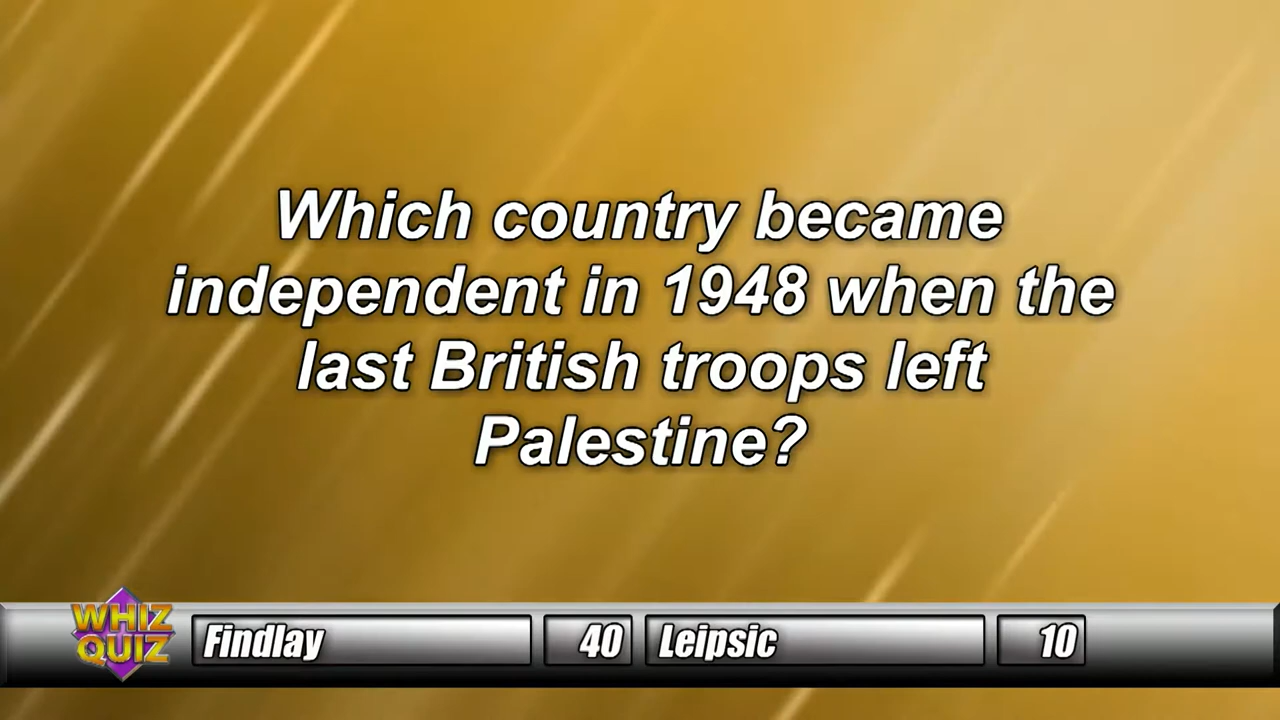 Which country became
independent in 1948 when the
last British troops left
Palestine?
WHIZ
QUIZ
Findlay 40 Leipsic 10